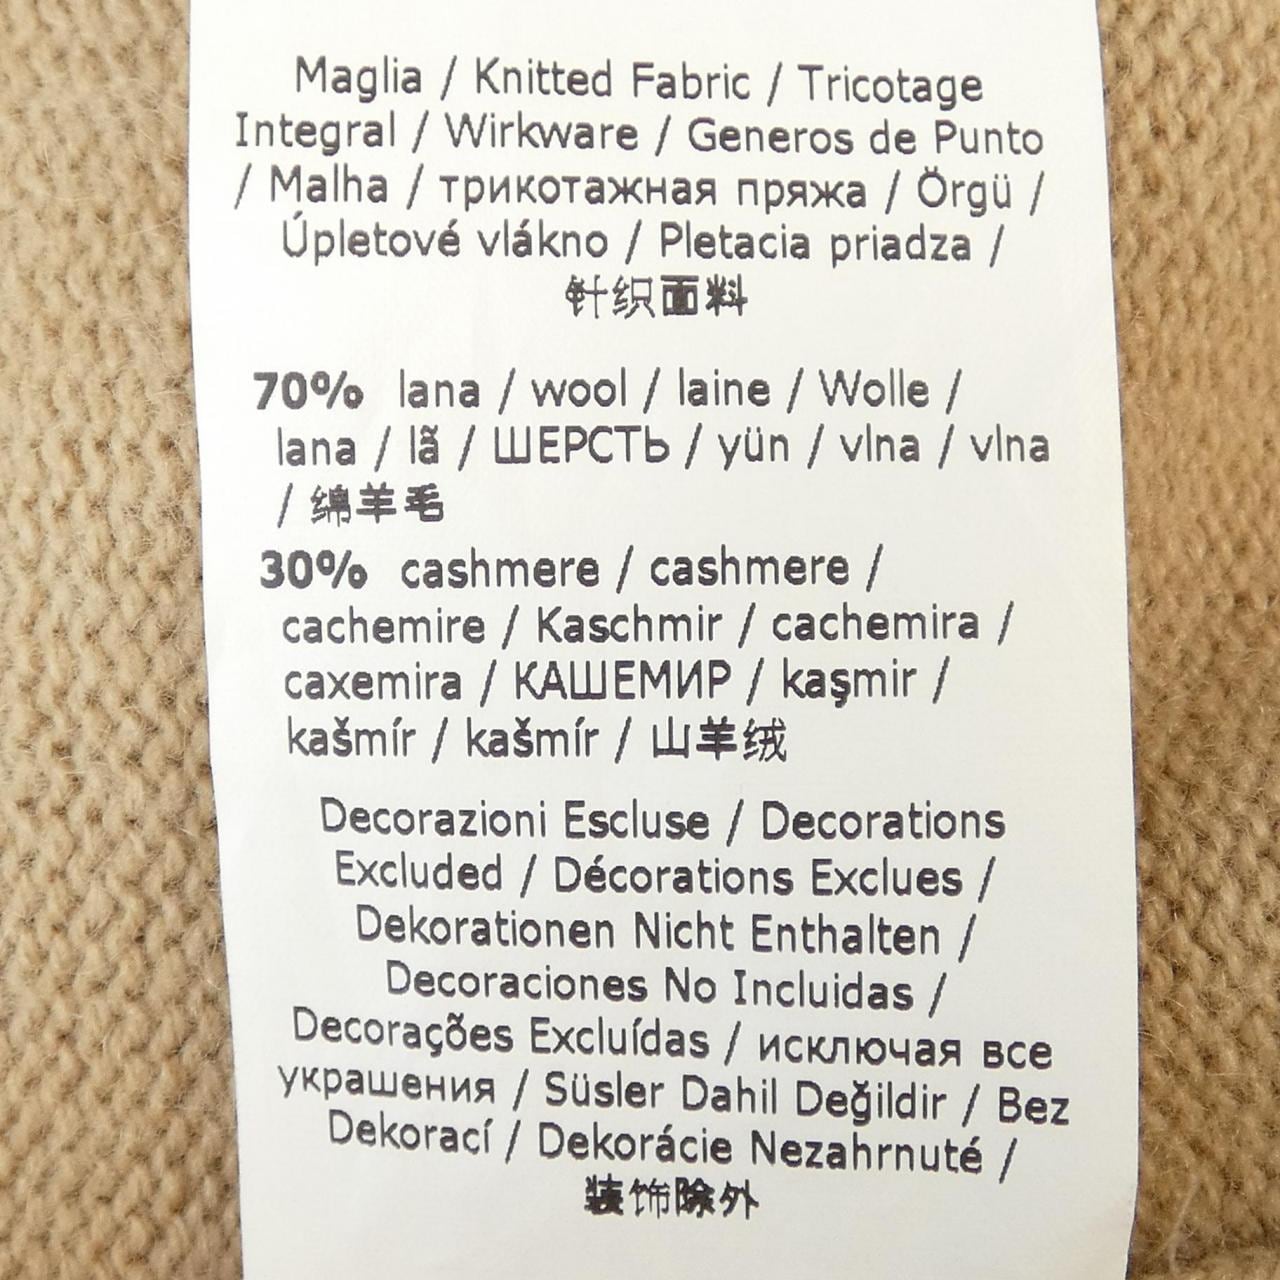 Maglia / Knitted Fabric / Tricotage
Integral / Wirkware / Generos de Punto
/ Malha / трикотажная пряжа / Örgü /
Úpletové vlákno / Pletacia priadza /
针织面料
70% lana / wool / laine / Wolle /
lana / lã / ШЕРСТЬ / yün / vlna / vlna
/ 绵羊毛
30% cashmere / cashmere /
cachemire / Kaschmir / cachemira /
caxemira / КАШЕМИР / kaşmir /
kašmír / kašmír / 山羊绒
Decorazioni Escluse / Decorations
Excluded / Décorations Exclues /
Dekorationen Nicht Enthalten /
Decoraciones No Incluidas /
Decorações Excluídas / исключая все
украшения / Süsler Dahil Değildir / Bez
Dekorací / Dekorácie Nezahrnuté /
装饰除外